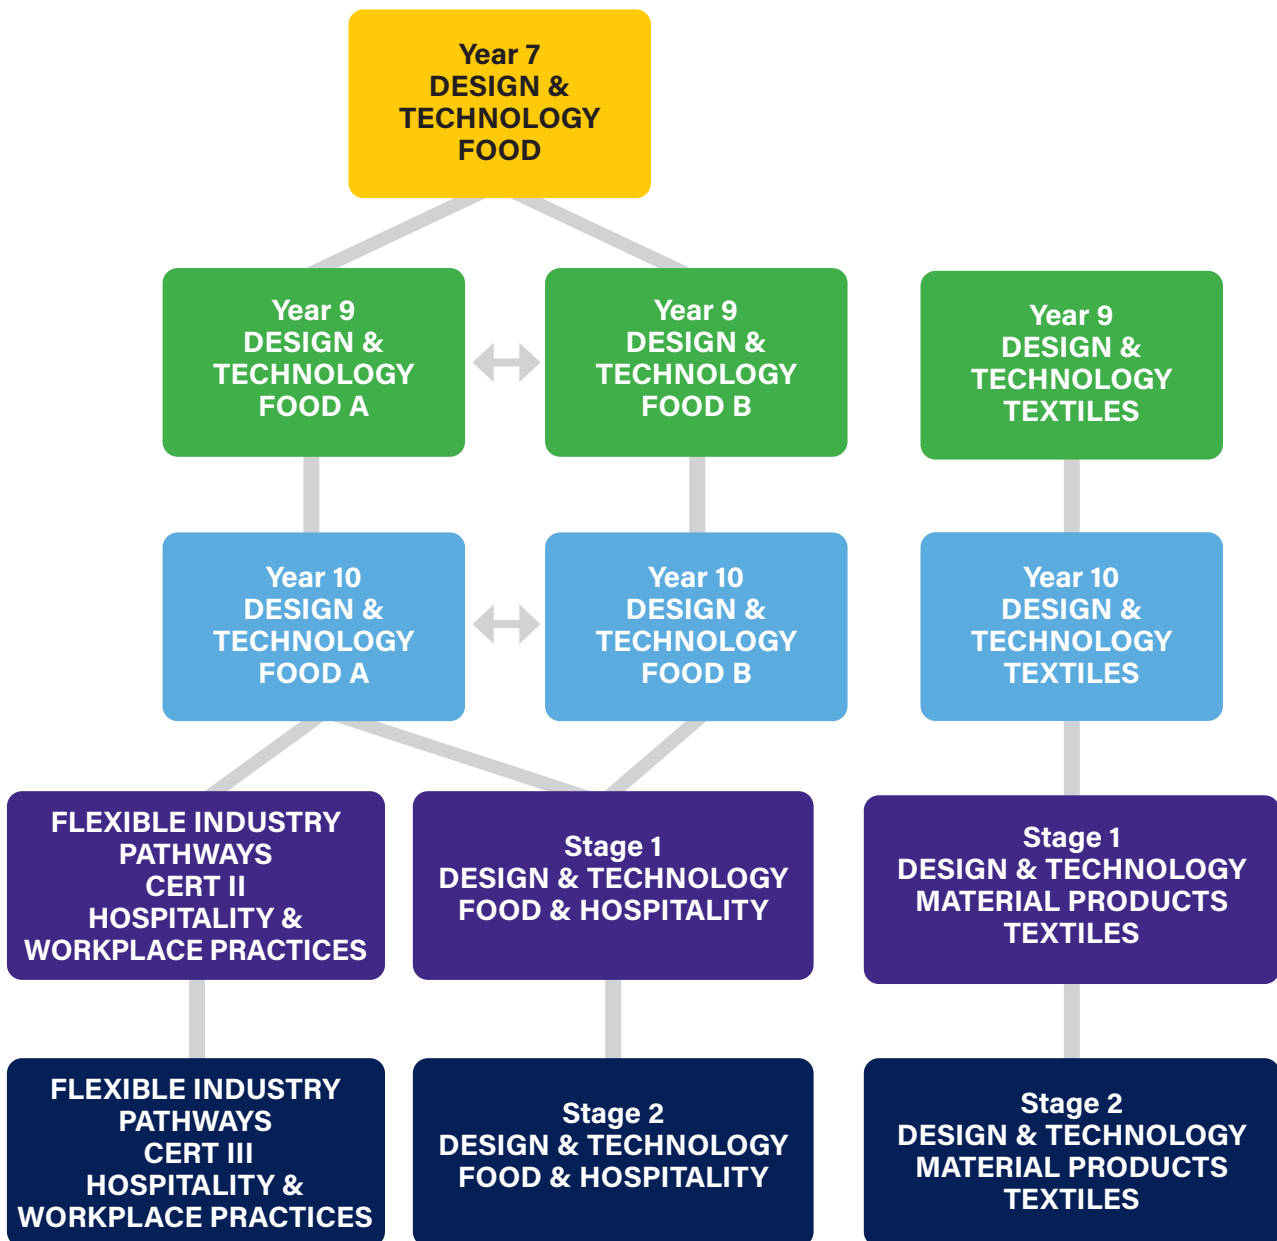 Year 7
DESIGN &
TECHNOLOGY
FOOD
Year 9
DESIGN &
TECHNOLOGY
FOOD A
Year 9
DESIGN &
TECHNOLOGY
FOOD B
Year 9
DESIGN &
TECHNOLOGY
TEXTILES
Year 10
DESIGN &
TECHNOLOGY
FOOD A
Year 10
DESIGN &
TECHNOLOGY
FOOD B
Year 10
DESIGN &
TECHNOLOGY
TEXTILES
FLEXIBLE INDUSTRY
PATHWAYS
CERT II
HOSPITALITY &
WORKPLACE PRACTICES
Stage 1
DESIGN & TECHNOLOGY
FOOD & HOSPITALITY
Stage 1
DESIGN & TECHNOLOGY
MATERIAL PRODUCTS
TEXTILES
FLEXIBLE INDUSTRY
PATHWAYS
CERT III
HOSPITALITY &
WORKPLACE PRACTICES
Stage 2
DESIGN & TECHNOLOGY
FOOD & HOSPITALITY
Stage 2
DESIGN & TECHNOLOGY
MATERIAL PRODUCTS
TEXTILES